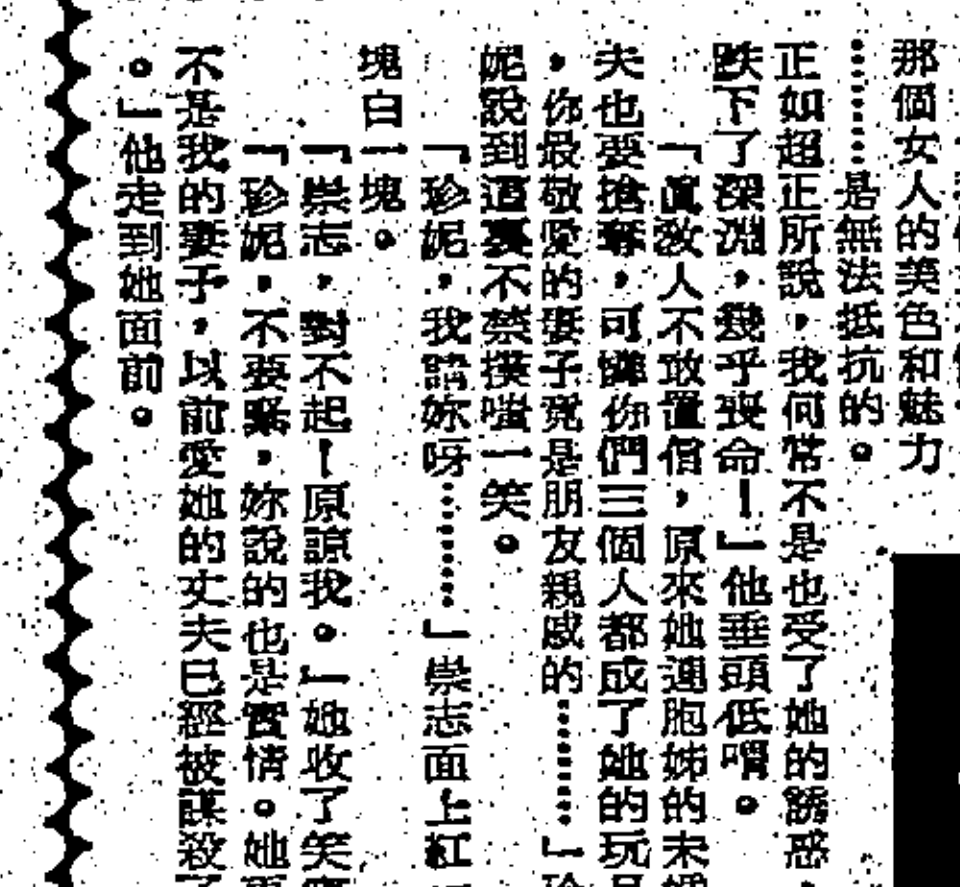 那個女人的美色和魅力
………是無法抵抗的。
正如超正所說,我何常不是也受了她的誘惑,
跌下了深淵,幾乎喪命!」他垂頭低喟。
「眞教人不敢置信,原來她連胞姊的未婚
夫也要搶奪,可憐你們三個人都成了她的玩具
,你最敬愛的妻子竟是朋友親戚的………」珍
妮說到這裏不禁撲嗤一笑。
「珍妮,我請妳呀………」崇志面上紅一
塊白一塊。
「崇志,對不起!原諒我。」她收了笑
「珍妮,不要緊,妳說的也是實情。她再
不是我的妻子,以前愛她的丈夫已經被謀殺了
。」他走到她面前。